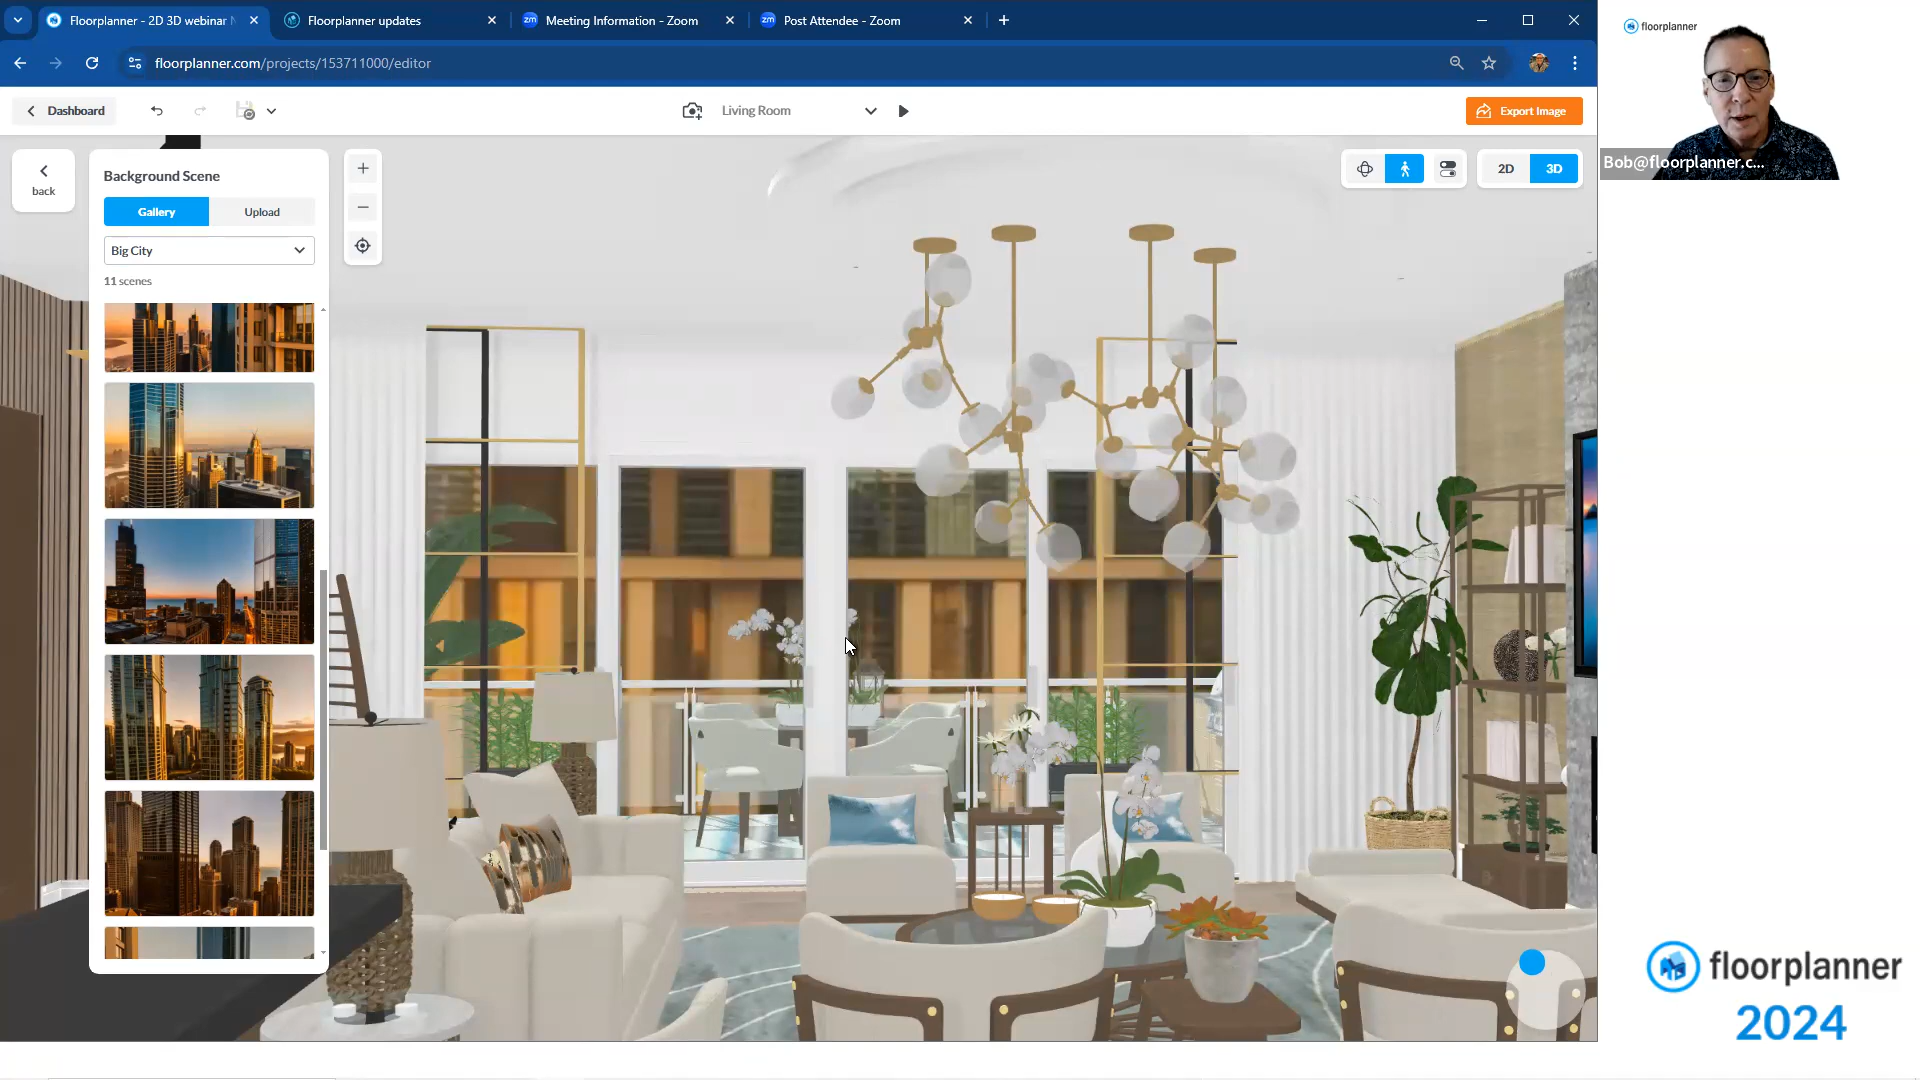 Floorplanner - 2D 3D webinar N
Floorplanner updates
zm Meeting Information - Zoom
zm Post Attendee - Zoom
floorplanner.com/projects/153711000/editor
Dashboard
Living Room
Export Image
back
Background Scene
Gallery
Upload
Big City
11 scenes
2D
3D
floorplanner
Bob@floorplanner.c...
floorplanner
2024